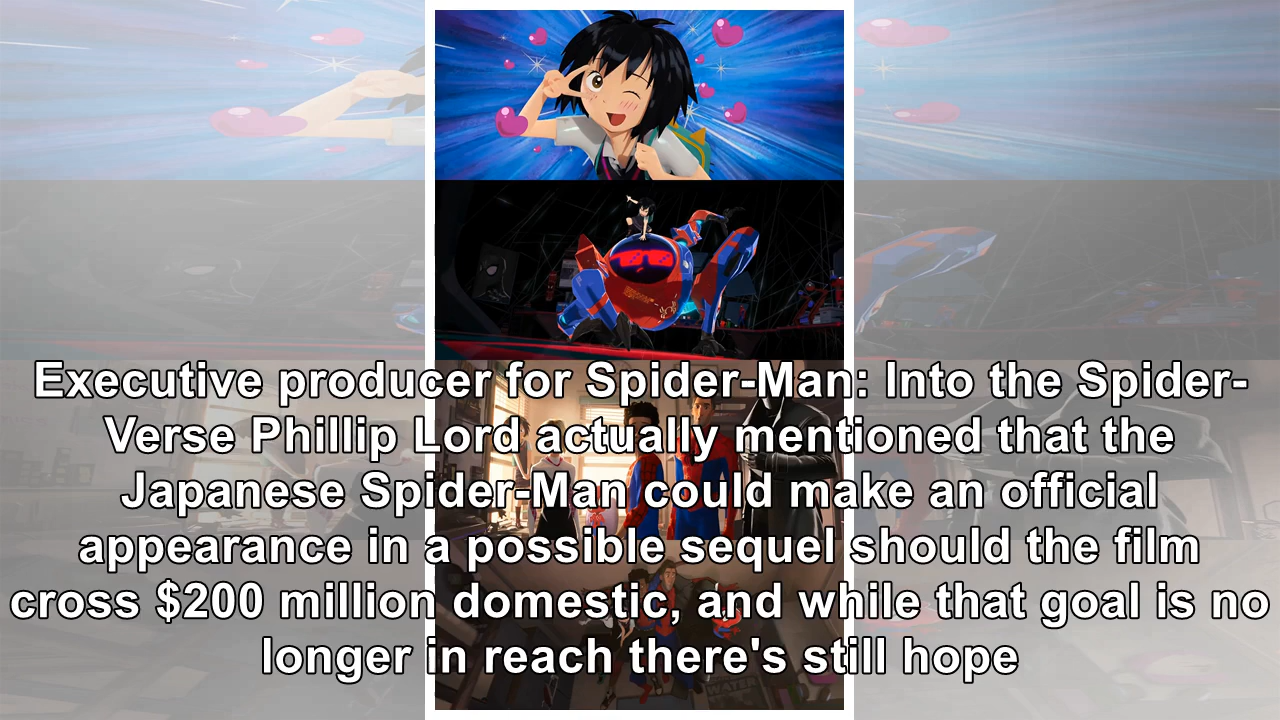 Executive producer for Spider-Man: Into the Spider-
Verse Phillip Lord actually mentioned that the
Japanese Spider-Man could make an official
appearance in a possible sequel should the film
cross $200 million domestic, and while that goal is no
longer in reach there's still hope
WATER